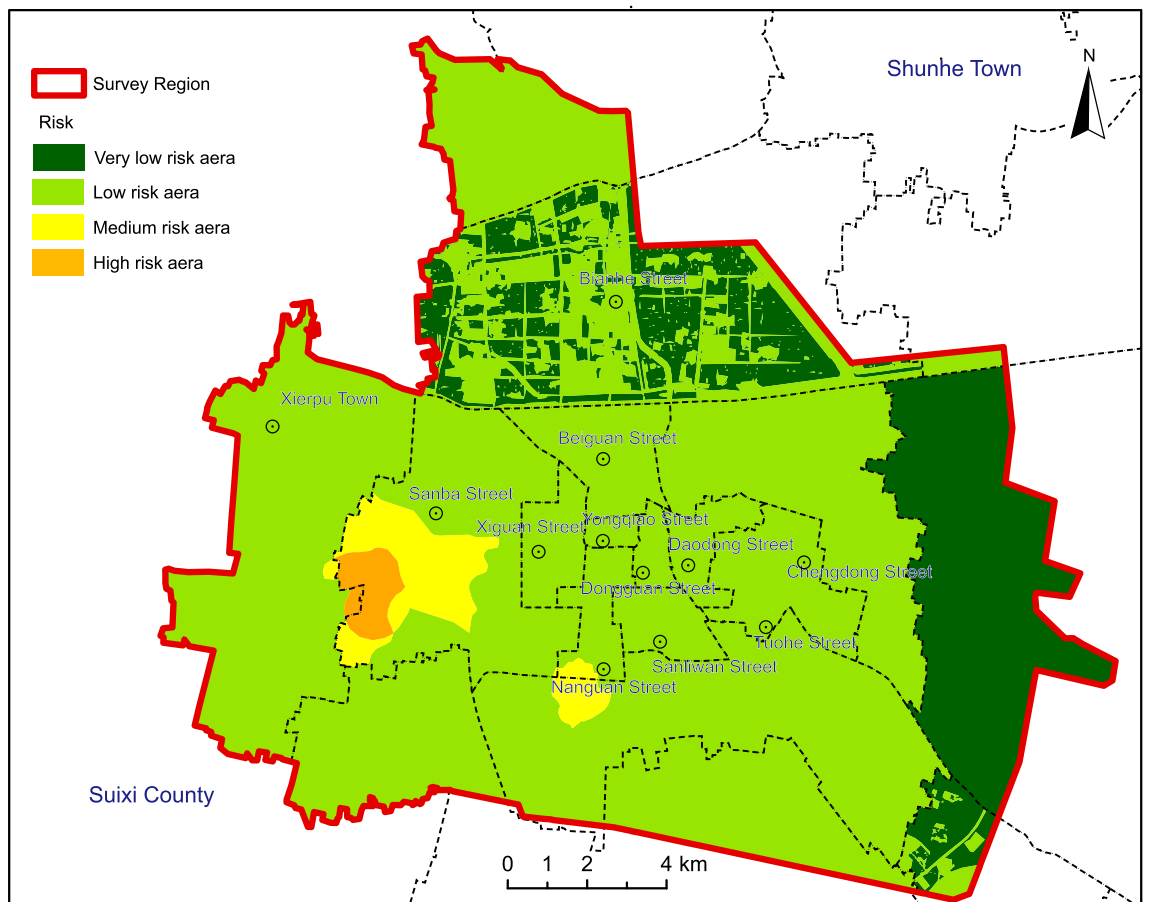 Shunhe Town
N
Survey Region
Risk
Very low risk aera
Low risk aera
Medium risk aera
High risk aera
Bianhe Street
Xierpu Town
Beiguan Street
Sanba Street
Xiguan Street
Yongqiao Street
Daodong Street
Chengdong Street
Dongguan Street
Tuohe Street
Sanliwan Street
Nanguan Street
Suixi County
0 1 2 4 km